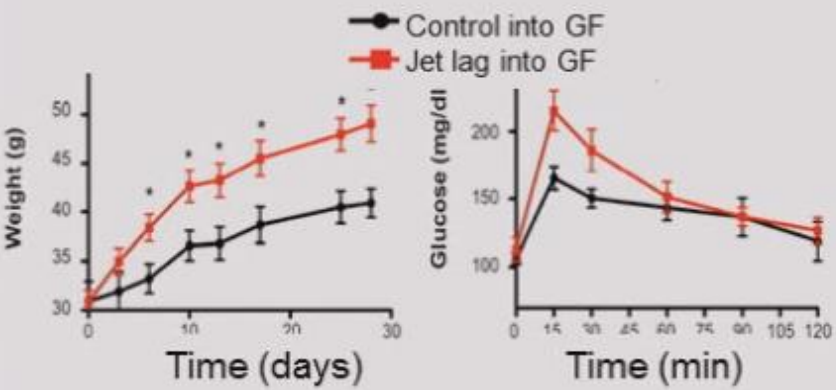 Control into GF
Jet lag into GF
Weight (g)
50
45
40
35
30
* * * * *
0 10 20 30
Time (days)
Glucose (mg/dl)
200
150
100
0 15 30 45 60 75 90 105 120
Time (min)